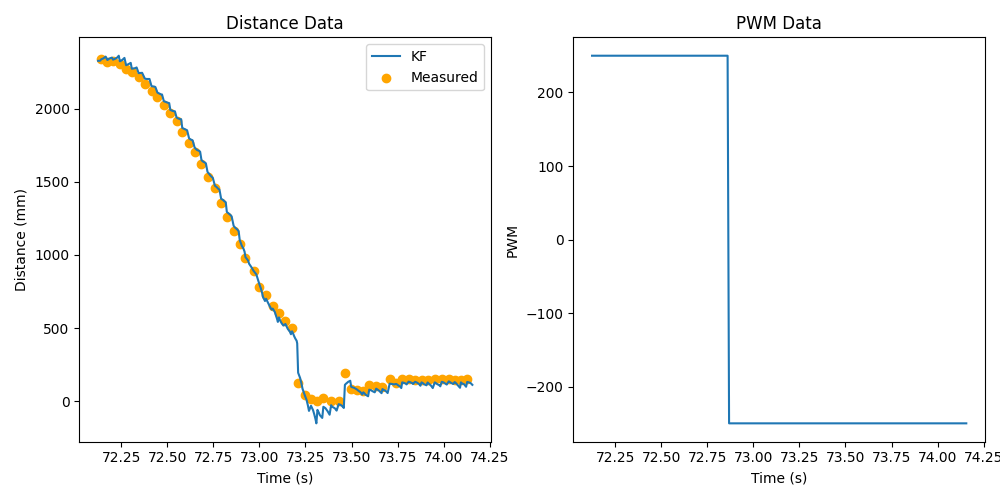 Distance Data
KF
Measured
Distance (mm)
2000
1500
1000
500
0
72.25 72.50 72.75 73.00 73.25 73.50 73.75 74.00 74.25
Time (s)
PWM Data
PWM
200
100
0
−100
−200
72.25 72.50 72.75 73.00 73.25 73.50 73.75 74.00 74.25
Time (s)